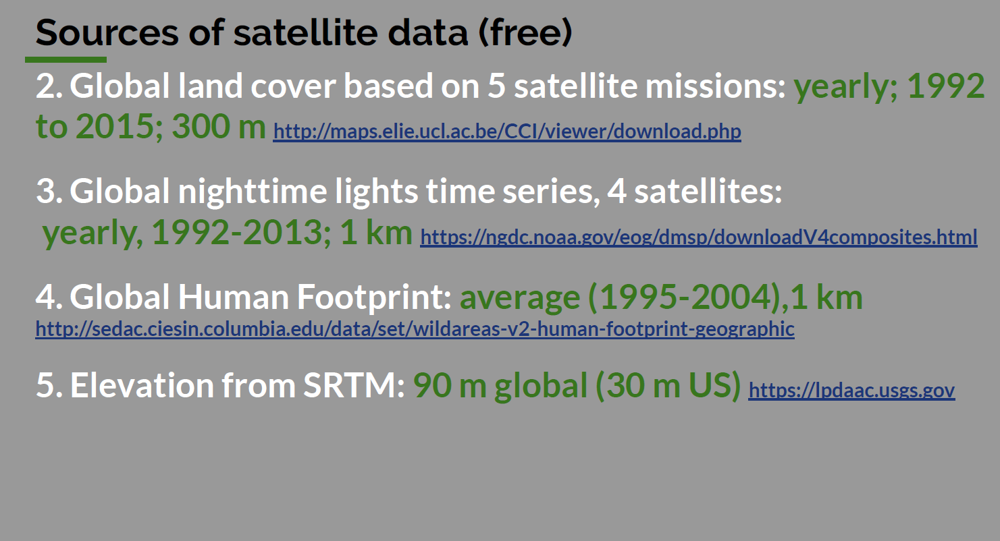 Sources of satellite data (free)
2. Global land cover based on 5 satellite missions: yearly; 1992
to 2015; 300 m http://maps.elie.ucl.ac.be/CCI/viewer/download.php
3. Global nighttime lights time series, 4 satellites:
yearly, 1992-2013; 1 km https://ngdc.noaa.gov/eog/dmsp/downloadV4composites.html
4. Global Human Footprint: average (1995-2004),1 km
http://sedac.ciesin.columbia.edu/data/set/wildareas-v2-human-footprint-geographic
5. Elevation from SRTM: 90 m global (30 m US) https://lpdaac.usgs.gov